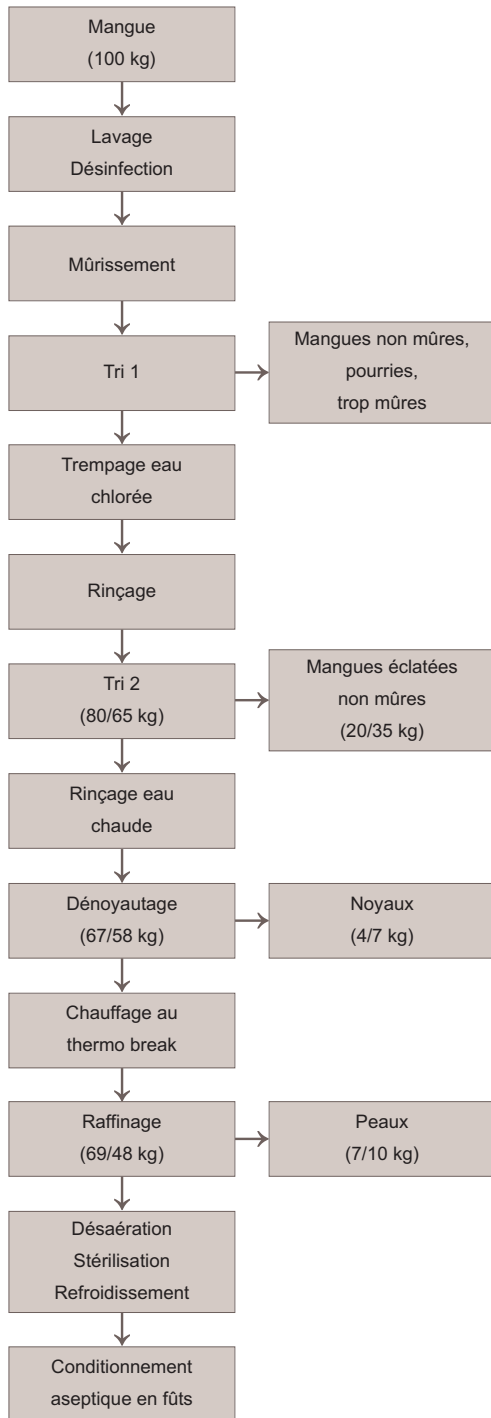 Mangue
(100 kg)
Lavage
Désinfection
Mûrissement
Tri 1
Mangues non mûres,
pourries,
trop mûres
Trempage eau
chlorée
Rinçage
Tri 2
(80/65 kg)
Mangues éclatées
non mûres
(20/35 kg)
Rinçage eau
chaude
Dénoyautage
(67/58 kg)
Noyaux
(4/7 kg)
Chauffage au
thermo break
Raffinage
(69/48 kg)
Peaux
(7/10 kg)
Désaération
Stérilisation
Refroidissement
Conditionnement
aseptique en fûts